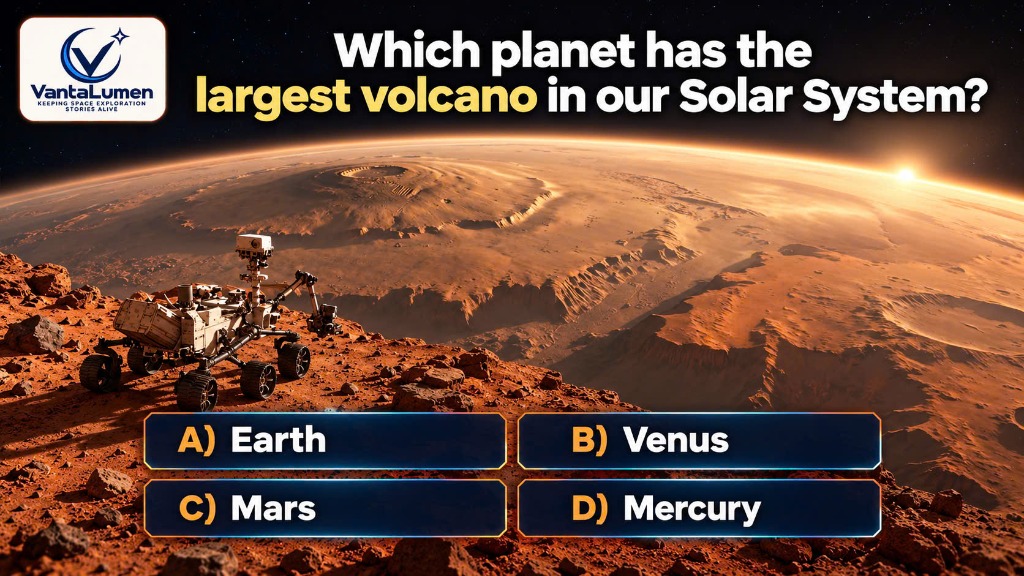 VantaLumen
KEEPING SPACE EXPLORATION
STORIES ALIVE
Which planet has the
largest volcano in our Solar System?
A) Earth
B) Venus
C) Mars
D) Mercury